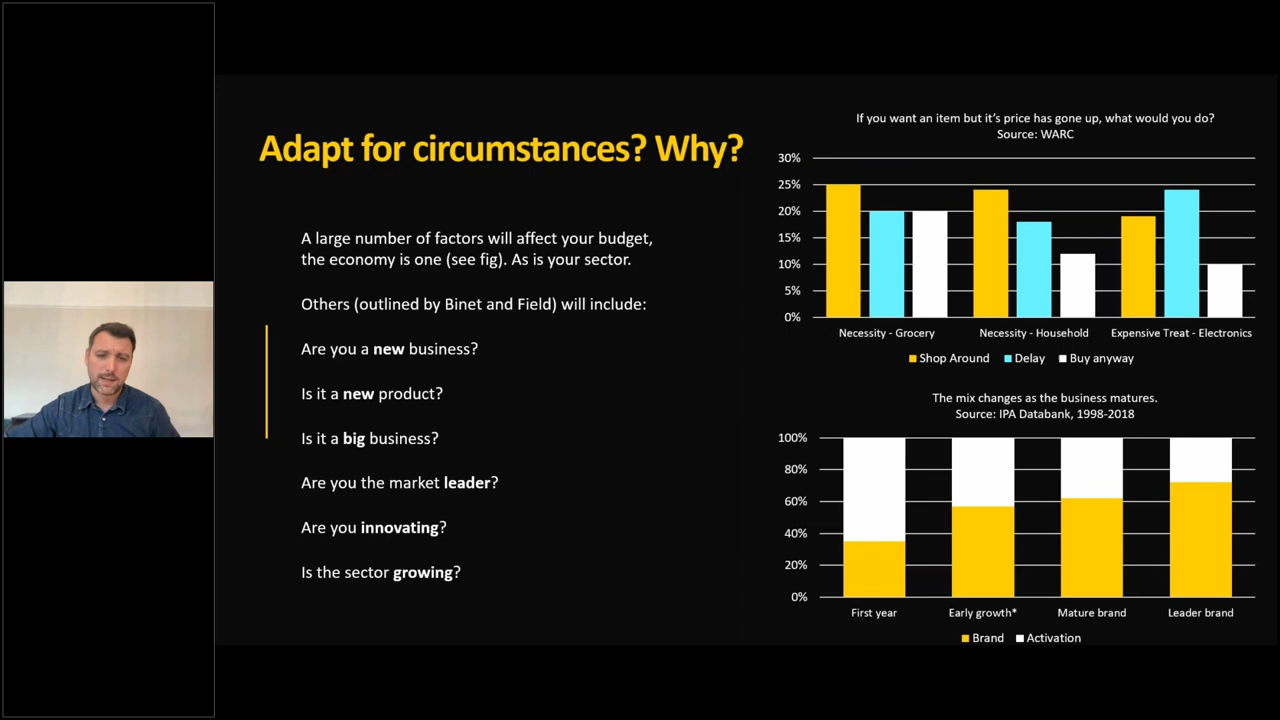 Adapt for circumstances? Why?
A large number of factors will affect your budget,
the economy is one (see fig). As is your sector.
Others (outlined by Binet and Field) will include:
Are you a new business?
Is it a new product?
Is it a big business?
Are you the market leader?
Are you innovating?
Is the sector growing?
If you want an item but it's price has gone up, what would you do?
Source: WARC
30%
25%
20%
15%
10%
5%
0%
Necessity - Grocery Necessity - Household Expensive Treat - Electronics
Shop Around Delay Buy anyway
The mix changes as the business matures.
Source: IPA Databank, 1998-2018
100%
80%
60%
40%
20%
0%
First year Early growth* Mature brand Leader brand
Brand Activation